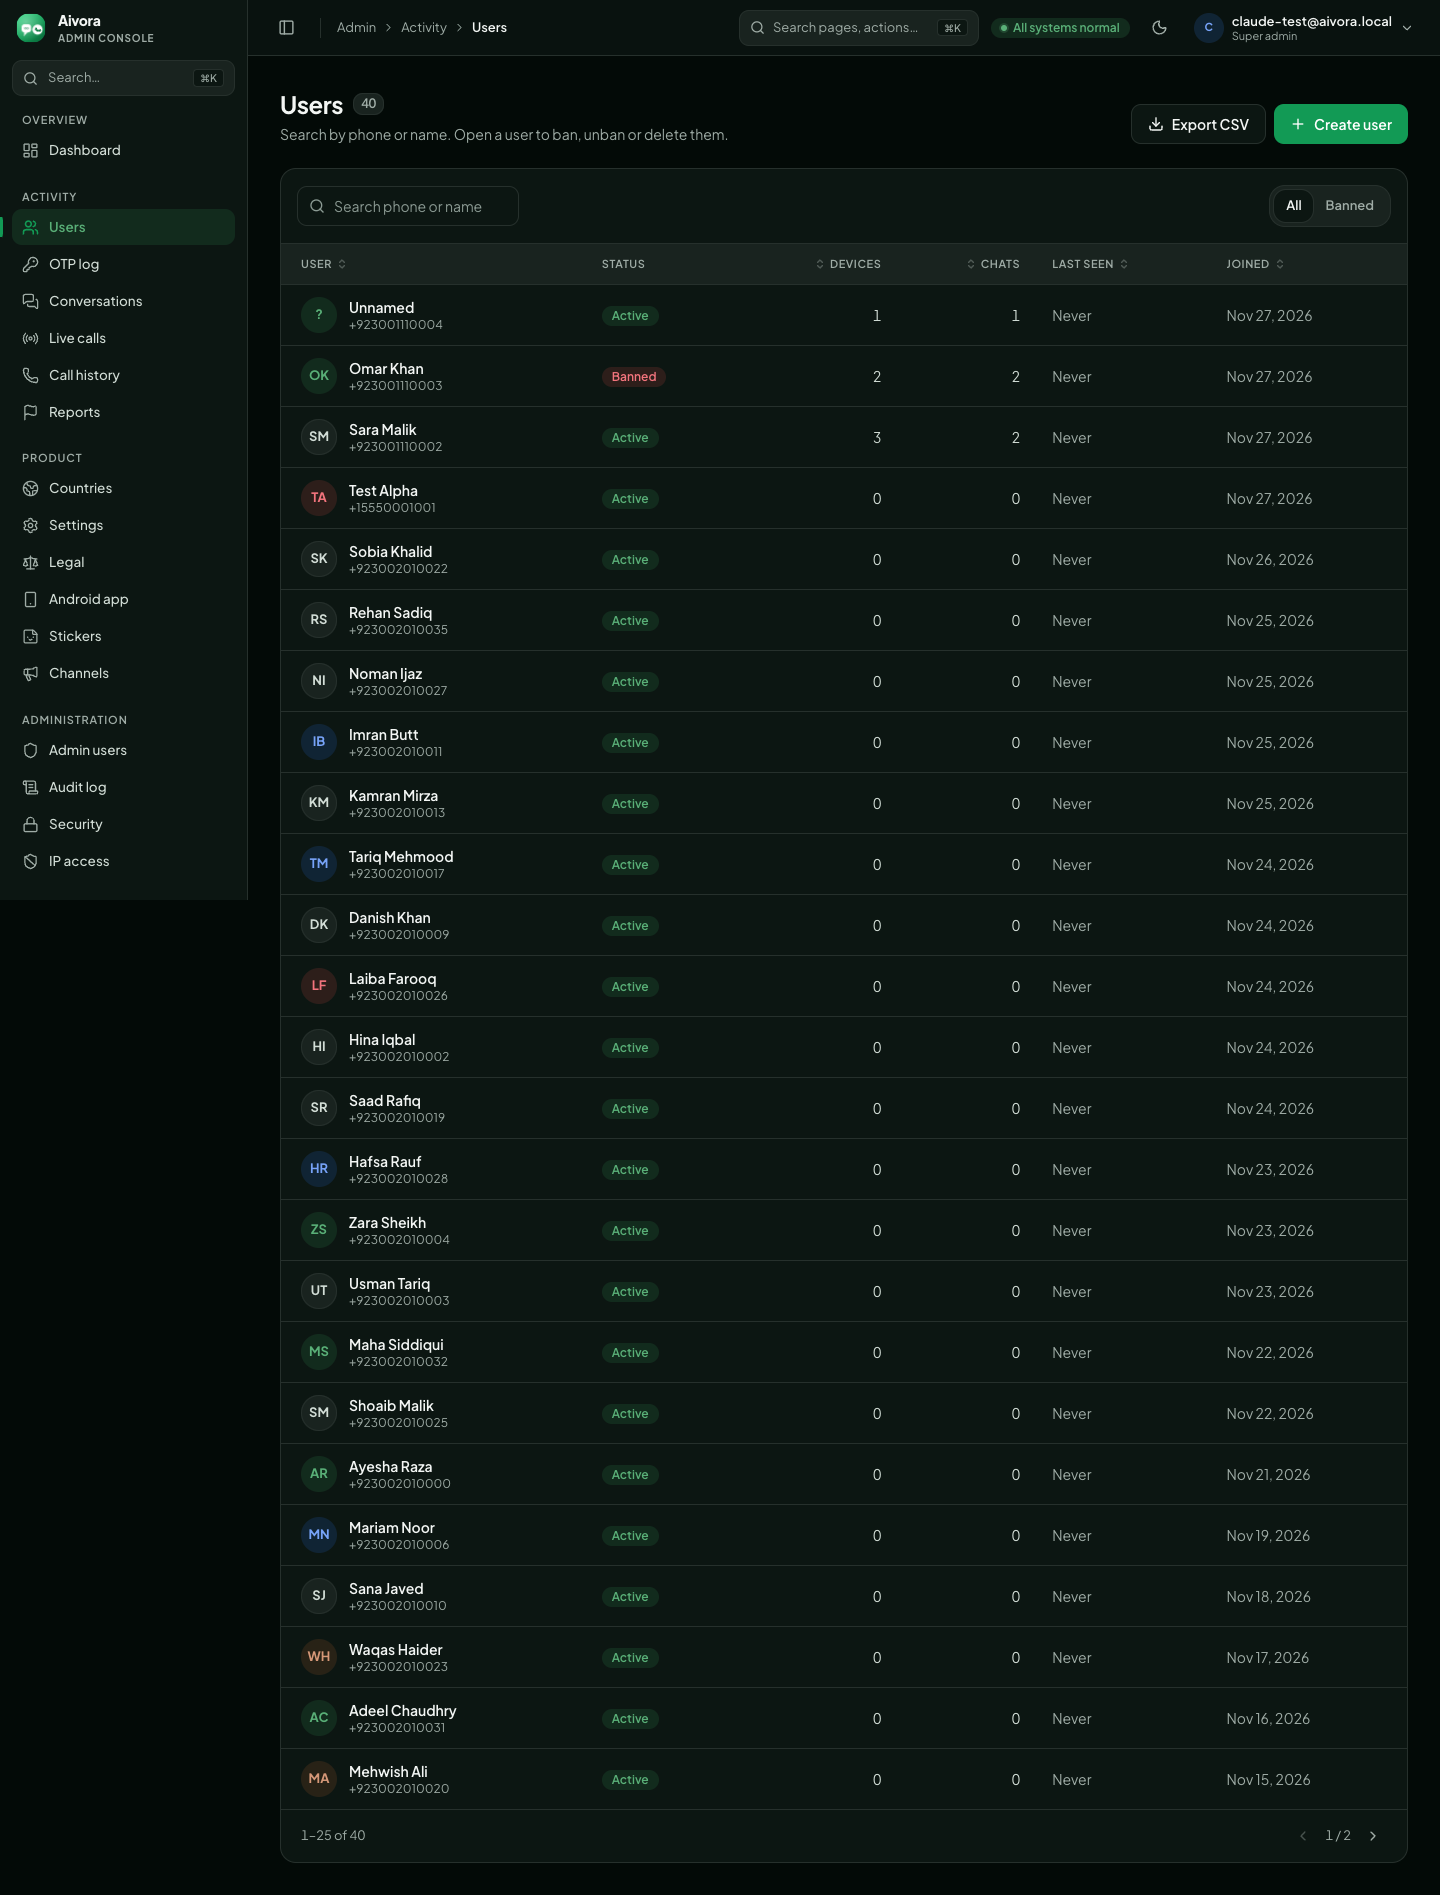 Aivora
ADMIN CONSOLE
Search... ⌘K
OVERVIEW
Dashboard
ACTIVITY
Users
OTP log
Conversations
Live calls
Call history
Reports
PRODUCT
Countries
Settings
Legal
Android app
Stickers
Channels
ADMINISTRATION
Admin users
Audit log
Security
IP access
Admin > Activity > Users
Search pages, actions... ⌘K
All systems normal
C
claude-test@aivora.local
Super admin
Users 40
Search by phone or name. Open a user to ban, unban or delete them.
Export CSV
Create user
Search phone or name
All Banned
USER STATUS DEVICES CHATS LAST SEEN JOINED
? Unnamed +923001110004 Active 1 1 Never Nov 27, 2026
OK Omar Khan +923001110003 Banned 2 2 Never Nov 27, 2026
SM Sara Malik +923001110002 Active 3 2 Never Nov 27, 2026
TA Test Alpha +15550001001 Active 0 0 Never Nov 27, 2026
SK Sobia Khalid +923002010022 Active 0 0 Never Nov 26, 2026
RS Rehan Sadiq +923002010035 Active 0 0 Never Nov 25, 2026
NI Noman Ijaz +923002010027 Active 0 0 Never Nov 25, 2026
IB Imran Butt +923002010011 Active 0 0 Never Nov 25, 2026
KM Kamran Mirza +923002010013 Active 0 0 Never Nov 25, 2026
TM Tariq Mehmood +923002010017 Active 0 0 Never Nov 24, 2026
DK Danish Khan +923002010009 Active 0 0 Never Nov 24, 2026
LF Laiba Farooq +923002010026 Active 0 0 Never Nov 24, 2026
HI Hina Iqbal +923002010002 Active 0 0 Never Nov 24, 2026
SR Saad Rafiq +923002010019 Active 0 0 Never Nov 24, 2026
HR Hafsa Rauf +923002010028 Active 0 0 Never Nov 23, 2026
ZS Zara Sheikh +923002010004 Active 0 0 Never Nov 23, 2026
UT Usman Tariq +923002010003 Active 0 0 Never Nov 23, 2026
MS Maha Siddiqui +923002010032 Active 0 0 Never Nov 22, 2026
SM Shoaib Malik +923002010025 Active 0 0 Never Nov 22, 2026
AR Ayesha Raza +923002010000 Active 0 0 Never Nov 21, 2026
MN Mariam Noor +923002010006 Active 0 0 Never Nov 19, 2026
SJ Sana Javed +923002010010 Active 0 0 Never Nov 18, 2026
WH Waqas Haider +923002010023 Active 0 0 Never Nov 17, 2026
AC Adeel Chaudhry +923002010031 Active 0 0 Never Nov 16, 2026
MA Mehwish Ali +923002010020 Active 0 0 Never Nov 15, 2026
1–25 of 40
1 / 2